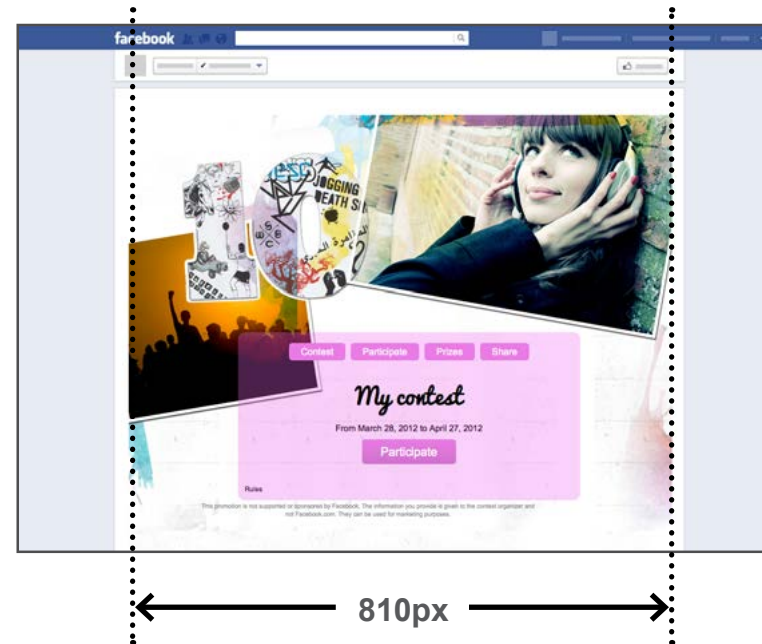 facebook
JOGGING
DEATH
المظاهرة
Contest Participate Prizes Share
My contest
From March 28, 2012 to April 27, 2012
Participate
Rules
This promotion is not supported or sponsored by Facebook. The information you provide is given to the contest organizer and
not Facebook.com. They can be used for marketing purposes.
810px